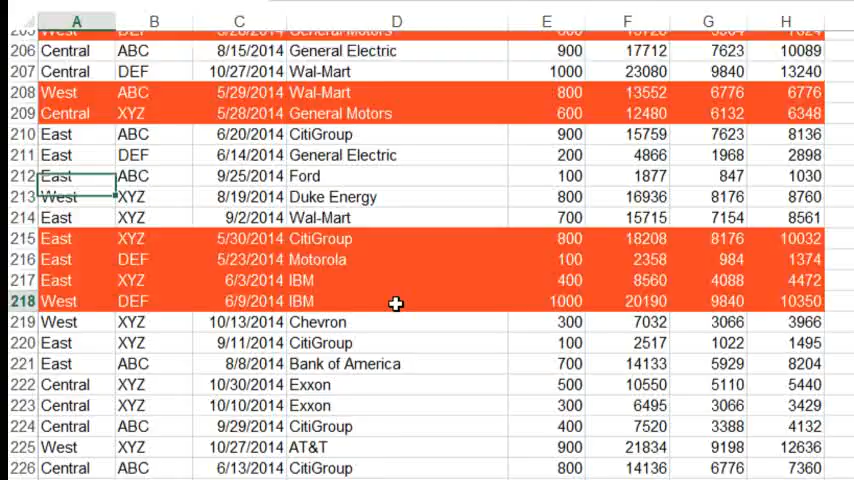 A B C D E F G H
206 Central ABC 8/15/2014 General Electric 900 17712 7623 10089
207 Central DEF 10/27/2014 Wal-Mart 1000 23080 9840 13240
208 West ABC 5/29/2014 Wal-Mart 800 13552 6776 6776
209 Central XYZ 5/28/2014 General Motors 600 12480 6132 6348
210 East ABC 6/20/2014 CitiGroup 900 15759 7623 8136
211 East DEF 6/14/2014 General Electric 200 4866 1968 2898
212 East ABC 9/25/2014 Ford 100 1877 847 1030
213 West XYZ 8/19/2014 Duke Energy 800 16936 8176 8760
214 East XYZ 9/2/2014 Wal-Mart 700 15715 7154 8561
215 East XYZ 5/30/2014 CitiGroup 800 18208 8176 10032
216 East DEF 5/23/2014 Motorola 100 2358 984 1374
217 East XYZ 6/3/2014 IBM 400 8560 4088 4472
218 West DEF 6/9/2014 IBM 1000 20190 9840 10350
219 West XYZ 10/13/2014 Chevron 300 7032 3066 3966
220 East XYZ 9/11/2014 CitiGroup 100 2517 1022 1495
221 East ABC 8/8/2014 Bank of America 700 14133 5929 8204
222 Central XYZ 10/30/2014 Exxon 500 10550 5110 5440
223 Central XYZ 10/10/2014 Exxon 300 6495 3066 3429
224 Central ABC 9/29/2014 CitiGroup 400 7520 3388 4132
225 West XYZ 10/27/2014 AT&T 900 21834 9198 12636
226 Central ABC 6/13/2014 CitiGroup 800 14136 6776 7360